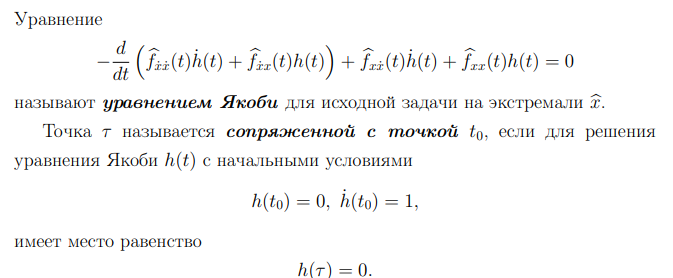 Уравнение
$$-\frac{d}{dt}\left(\widehat{f}_{\dot{x}\dot{x}}(t)\dot{h}(t) + \widehat{f}_{\dot{x}x}(t)h(t)\right) + \widehat{f}_{x\dot{x}}(t)\dot{h}(t) + \widehat{f}_{xx}(t)h(t) = 0$$
называют уравнением Якоби для исходной задачи на экстремали $\widehat{x}$.
Точка $\tau$ называется сопряженной с точкой $t_0$, если для решения
уравнения Якоби $h(t)$ с начальными условиями
$$h(t_0) = 0, \; \dot{h}(t_0) = 1,$$
имеет место равенство
$$h(\tau) = 0.$$